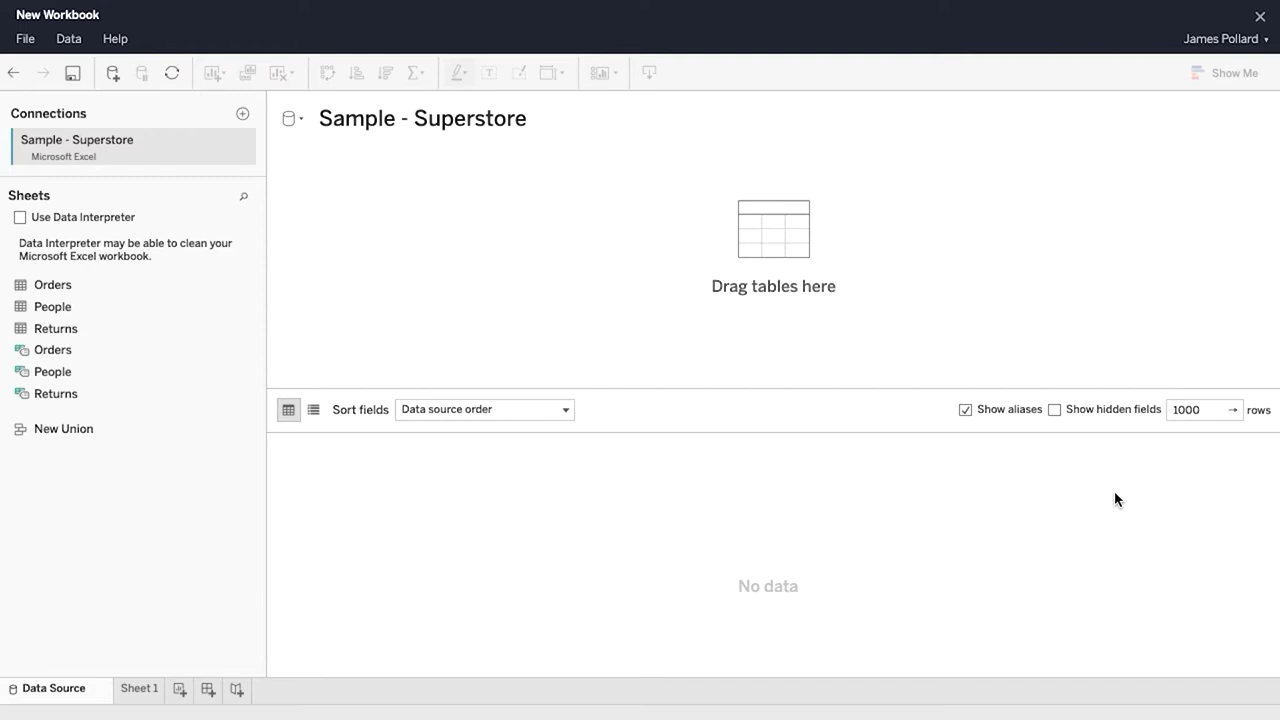 New Workbook
File Data Help
James Pollard
Show Me
Connections
Sample - Superstore
Microsoft Excel
Sheets
Use Data Interpreter
Data Interpreter may be able to clean your
Microsoft Excel workbook.
Orders
People
Returns
Orders
People
Returns
New Union
Sample - Superstore
Drag tables here
Sort fields Data source order Show aliases Show hidden fields 1000 rows
No data
Data Source Sheet 1